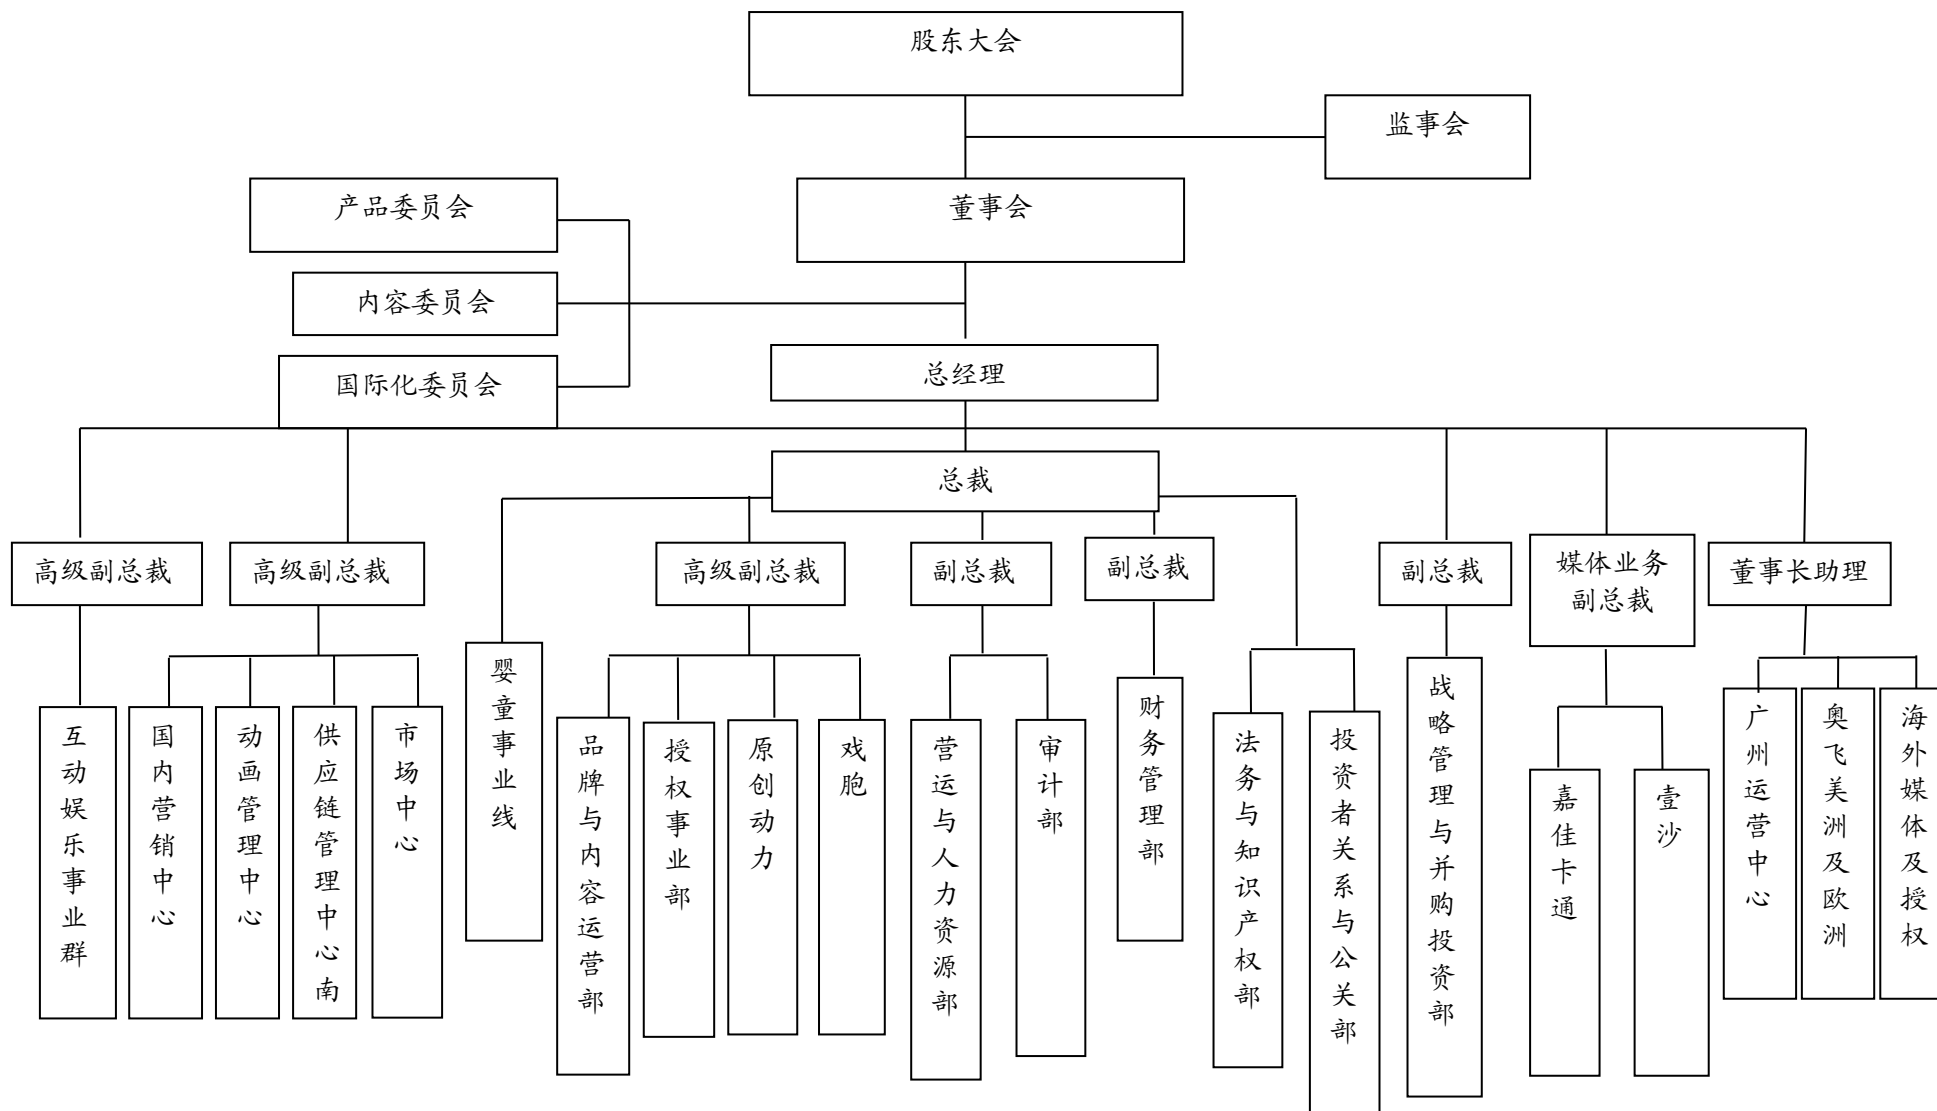 股东大会
监事会
产品委员会
董事会
内容委员会
国际化委员会
总经理
总裁
高级副总裁
高级副总裁
高级副总裁
副总裁
副总裁
副总裁
媒体业务
副总裁
董事长助理
互动娱乐事业群
国内营销中心
动画管理中心
供应链管理中心南
市场中心
婴童事业线
品牌与内容运营部
授权事业部
原创动力
戏胞
营运与人力资源部
审计部
财务管理部
法务与知识产权部
投资者关系与公关部
战略管理与并购投资部
嘉佳卡通
壹沙
广州运营中心
奥飞美洲及欧洲
海外媒体及授权